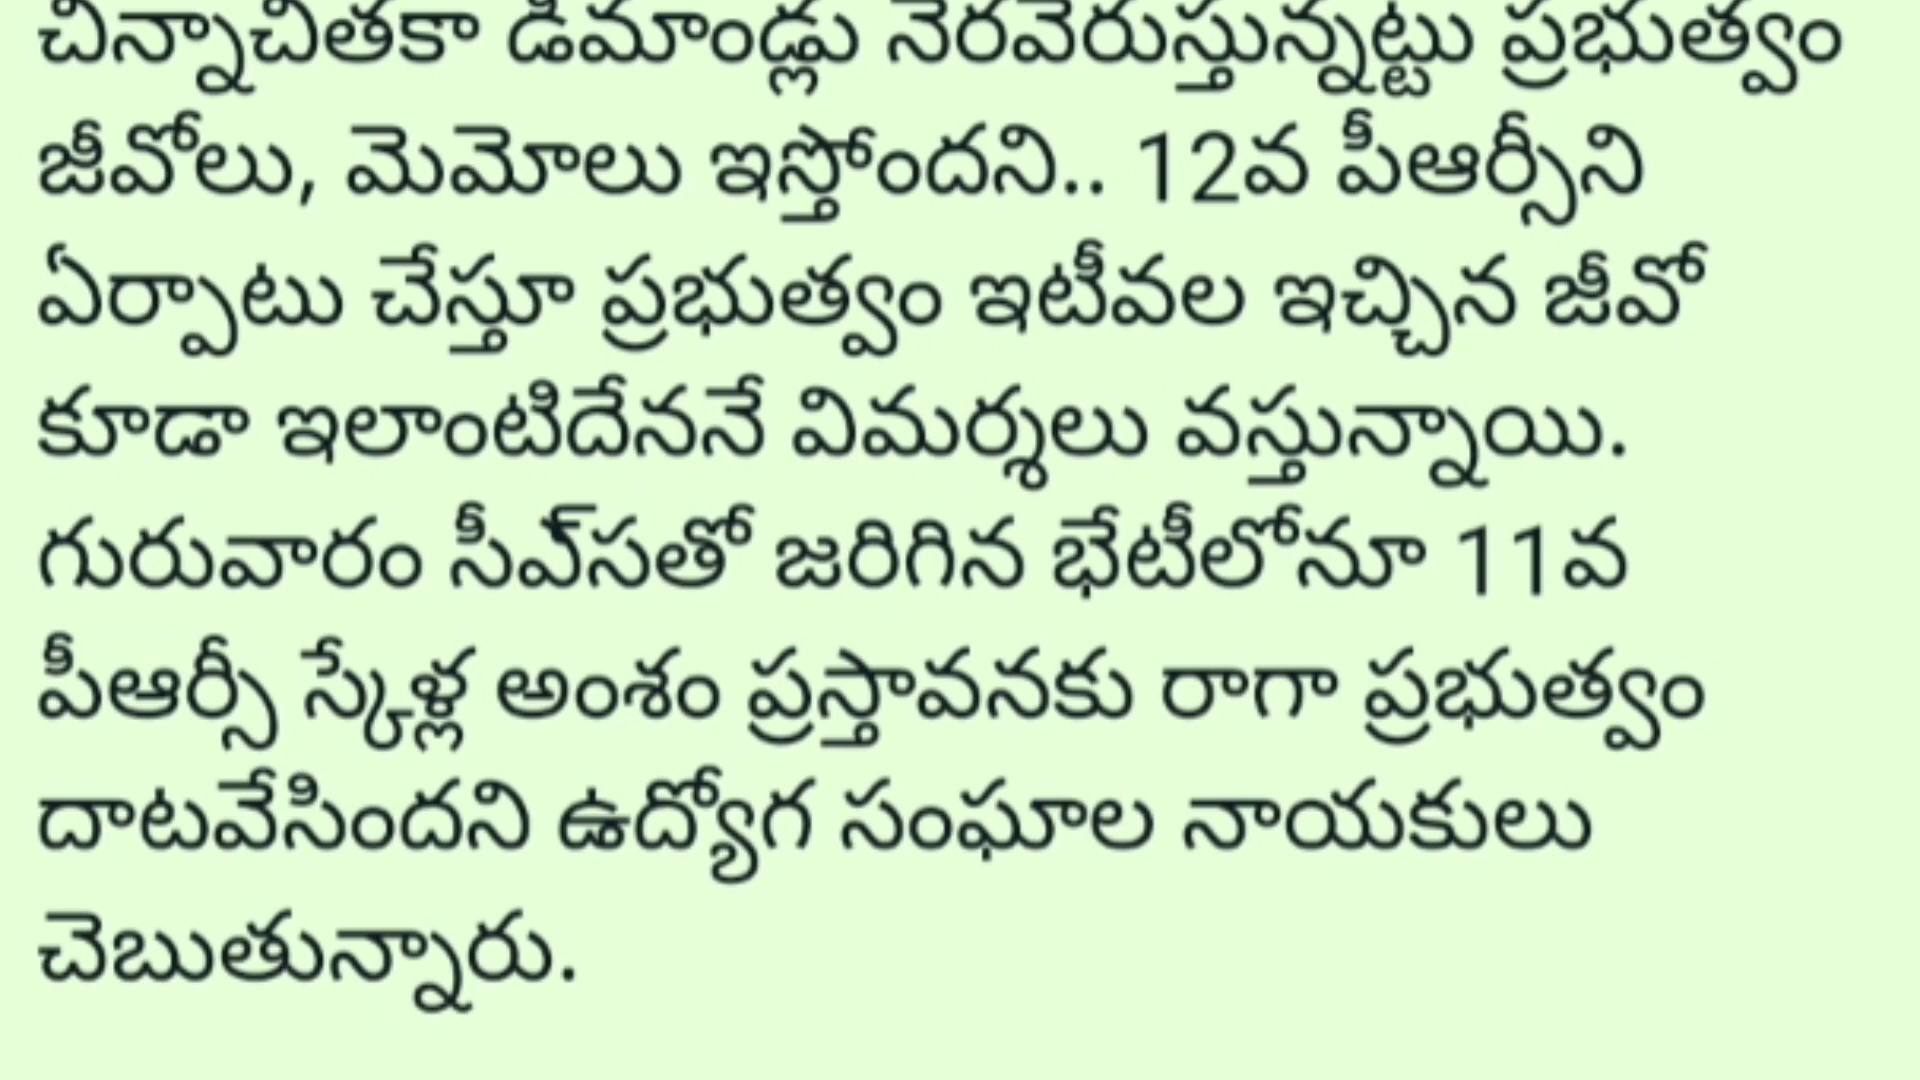 చిన్నాచితకా డిమాండ్లు నెరవేరుస్తున్నట్టు ప్రభుత్వం
జీవోలు, మెమోలు ఇస్తోందని.. 12వ పీఆర్సీని
ఏర్పాటు చేస్తూ ప్రభుత్వం ఇటీవల ఇచ్చిన జీవో
కూడా ఇలాంటిదేననే విమర్శలు వస్తున్నాయి.
గురువారం సీఎ్‌సతో జరిగిన భేటీలోనూ 11వ
పీఆర్సీ స్కేళ్ల అంశం ప్రస్తావనకు రాగా ప్రభుత్వం
దాటవేసిందని ఉద్యోగ సంఘాల నాయకులు
చెబుతున్నారు.